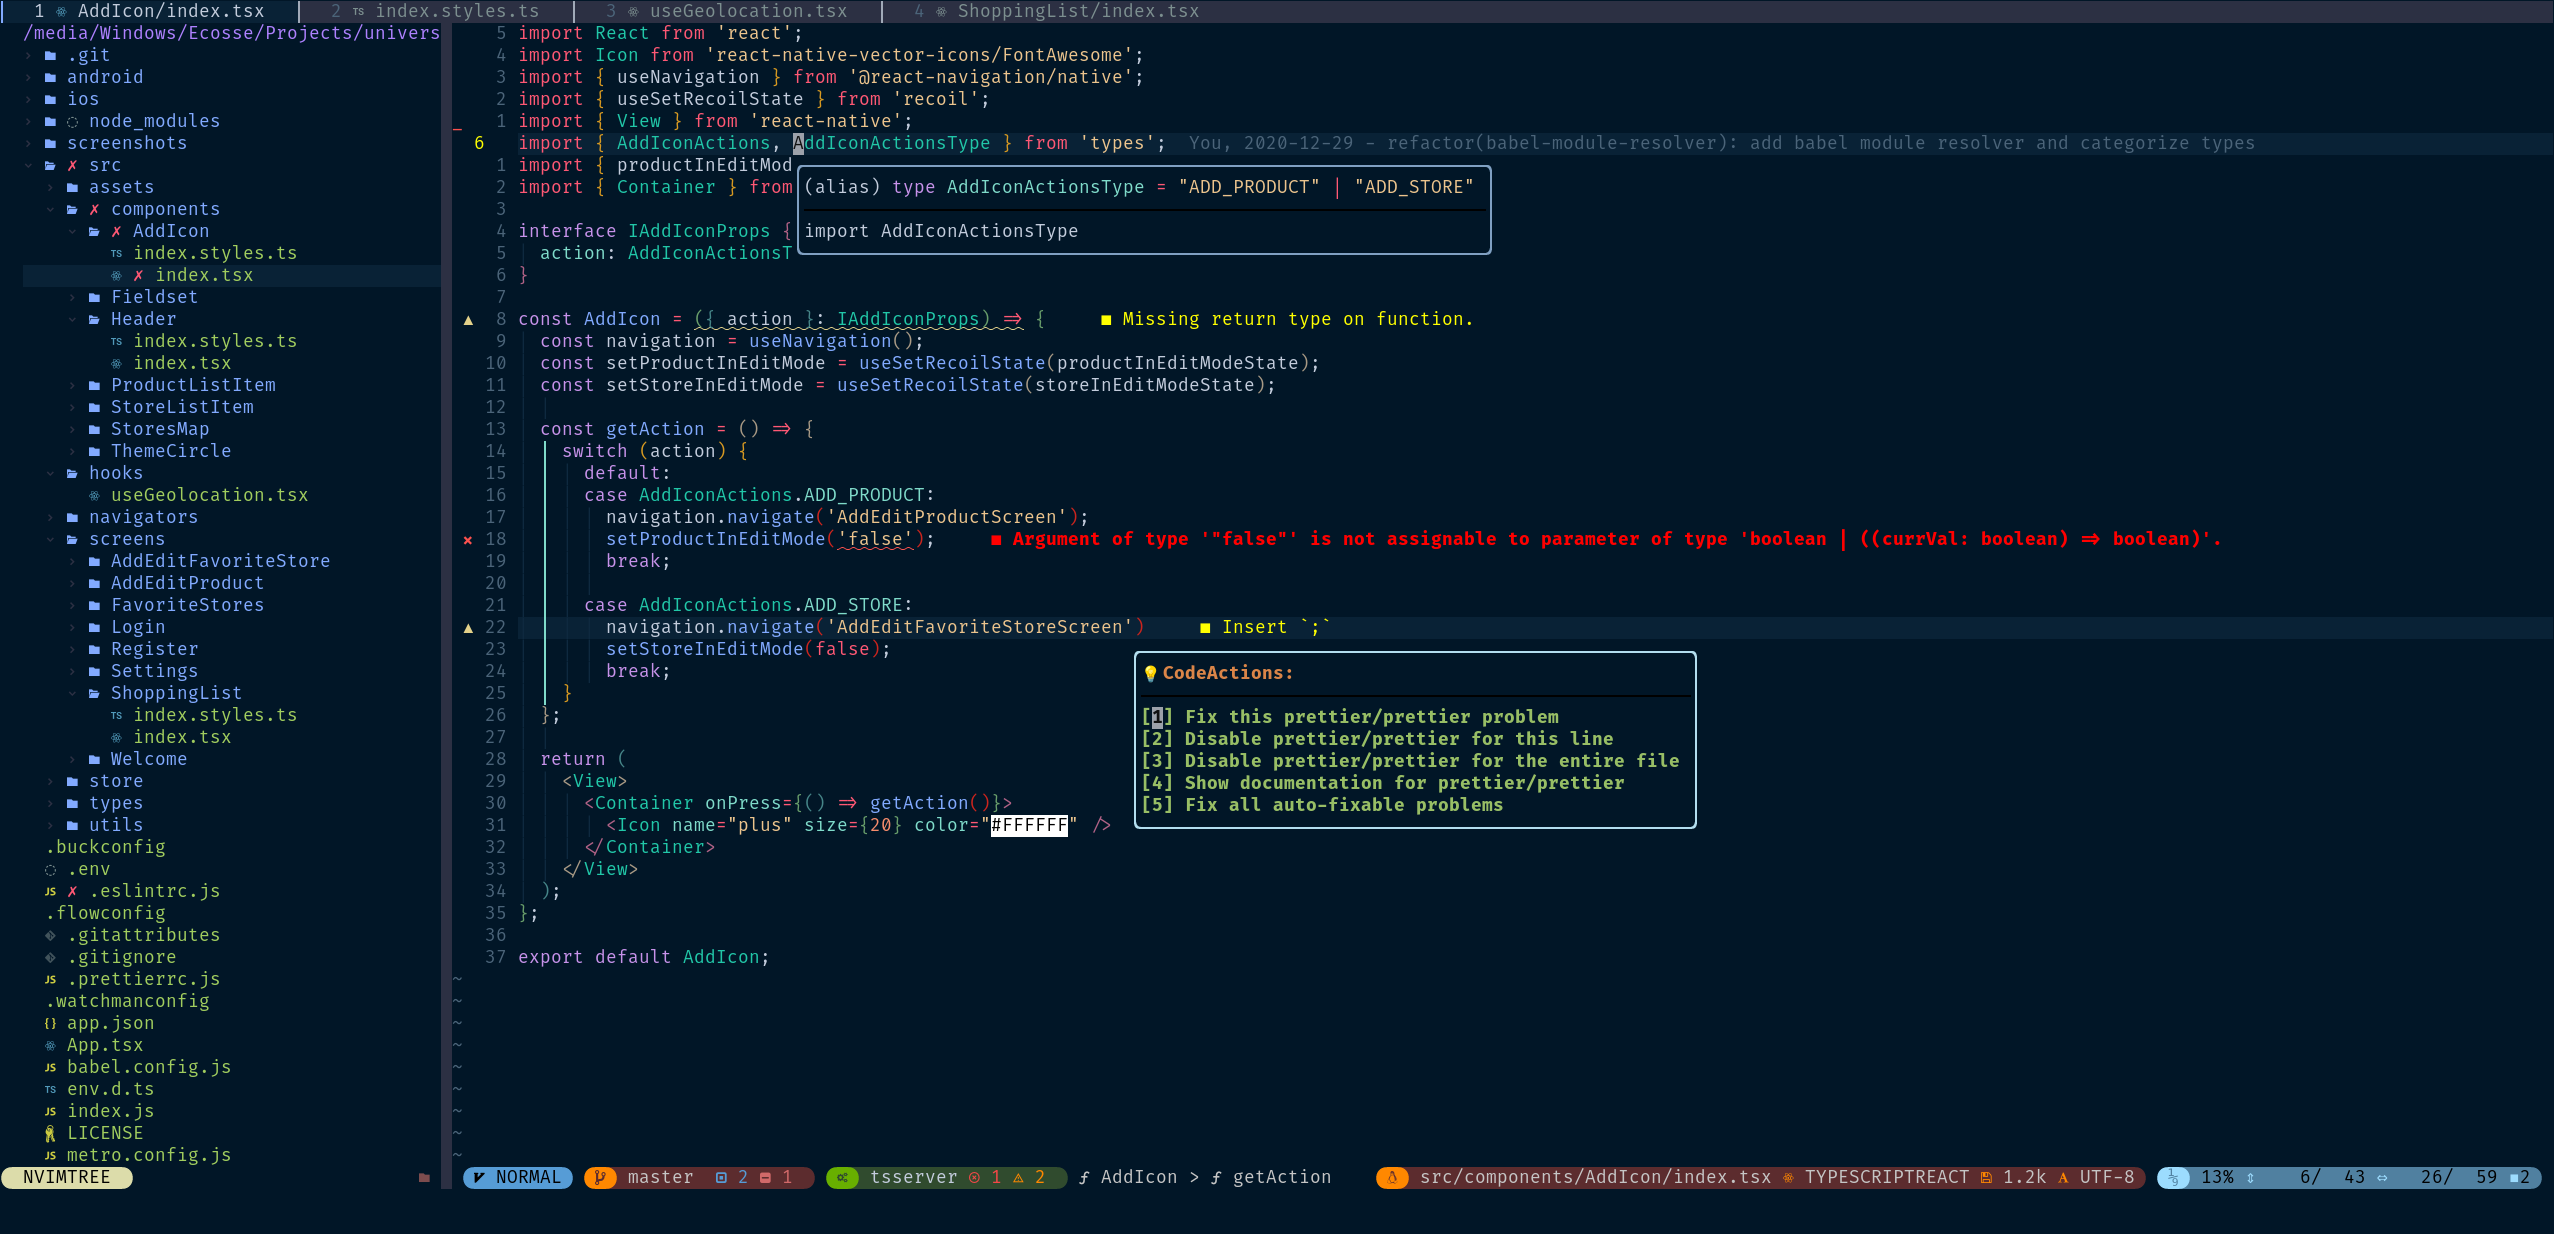 1 AddIcon/index.tsx 2 TS index.styles.ts 3 useGeolocation.tsx 4 ShoppingList/index.tsx
/media/Windows/Ecosse/Projects/univers
.git
android
ios
node_modules
screenshots
✗ src
assets
✗ components
✗ AddIcon
TS index.styles.ts
✗ index.tsx
Fieldset
Header
TS index.styles.ts
index.tsx
ProductListItem
StoreListItem
StoresMap
ThemeCircle
hooks
useGeolocation.tsx
navigators
screens
AddEditFavoriteStore
AddEditProduct
FavoriteStores
Login
Register
Settings
ShoppingList
TS index.styles.ts
index.tsx
Welcome
store
types
utils
.buckconfig
.env
JS ✗ .eslintrc.js
.flowconfig
.gitattributes
.gitignore
JS .prettierrc.js
.watchmanconfig
{} app.json
App.tsx
JS babel.config.js
TS env.d.ts
JS index.js
LICENSE
JS metro.config.js
NVIMTREE
5 import React from 'react';
4 import Icon from 'react-native-vector-icons/FontAwesome';
3 import { useNavigation } from '@react-navigation/native';
2 import { useSetRecoilState } from 'recoil';
_ 1 import { View } from 'react-native';
6 import { AddIconActions, AddIconActionsType } from 'types'; You, 2020-12-29 - refactor(babel-module-resolver): add babel module resolver and categorize types
1 import { productInEditMod
2 import { Container } from
3
4 interface IAddIconProps {
5 action: AddIconActionsT
6 }
7
(alias) type AddIconActionsType = "ADD_PRODUCT" | "ADD_STORE"
import AddIconActionsType
▲ 8 const AddIcon = ({ action }: IAddIconProps) => { ■ Missing return type on function.
9 const navigation = useNavigation();
10 const setProductInEditMode = useSetRecoilState(productInEditModeState);
11 const setStoreInEditMode = useSetRecoilState(storeInEditModeState);
12
13 const getAction = () => {
14 switch (action) {
15 default:
16 case AddIconActions.ADD_PRODUCT:
17 navigation.navigate('AddEditProductScreen');
✗ 18 setProductInEditMode('false'); ■ Argument of type '"false"' is not assignable to parameter of type 'boolean | ((currVal: boolean) => boolean)'.
19 break;
20
21 case AddIconActions.ADD_STORE:
▲ 22 navigation.navigate('AddEditFavoriteStoreScreen') ■ Insert `;`
23 setStoreInEditMode(false);
24 break;
25 }
26 };
27
28 return (
29 <View>
30 <Container onPress={() => getAction()}>
31 <Icon name="plus" size={20} color="#FFFFFF" />
32 </Container>
33 </View>
34 );
35 };
36
37 export default AddIcon;
💡CodeActions:
[1] Fix this prettier/prettier problem
[2] Disable prettier/prettier for this line
[3] Disable prettier/prettier for the entire file
[4] Show documentation for prettier/prettier
[5] Fix all auto-fixable problems
~
~
~
~
~
~
~
~
~
NORMAL master 2 1 tsserver 1 ⚠ 2 ƒ AddIcon > ƒ getAction src/components/AddIcon/index.tsx TYPESCRIPTREACT 1.2k A UTF-8 13% 6/ 43 26/ 59 2